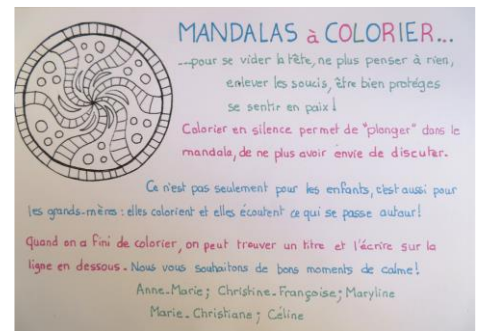 MANDALAS à COLORIER...
...pour se vider la tête, ne plus penser à rien,
enlever les soucis, être bien protégés
se sentir en paix!
Colorier en silence permet de "plonger" dans le
mandala, de ne plus avoir envie de discuter.
Ce n'est pas seulement pour les enfants, c'est aussi pour
les grands-mères : elles colorient et elles écoutent ce qui se passe autour!
Quand on a fini de colorier, on peut trouver un titre et l'écrire sur la
ligne en dessous. Nous vous souhaitons de bons moments de calme!
Anne-Marie; Christine-Françoise; Maryline
Marie-Christiane; Céline